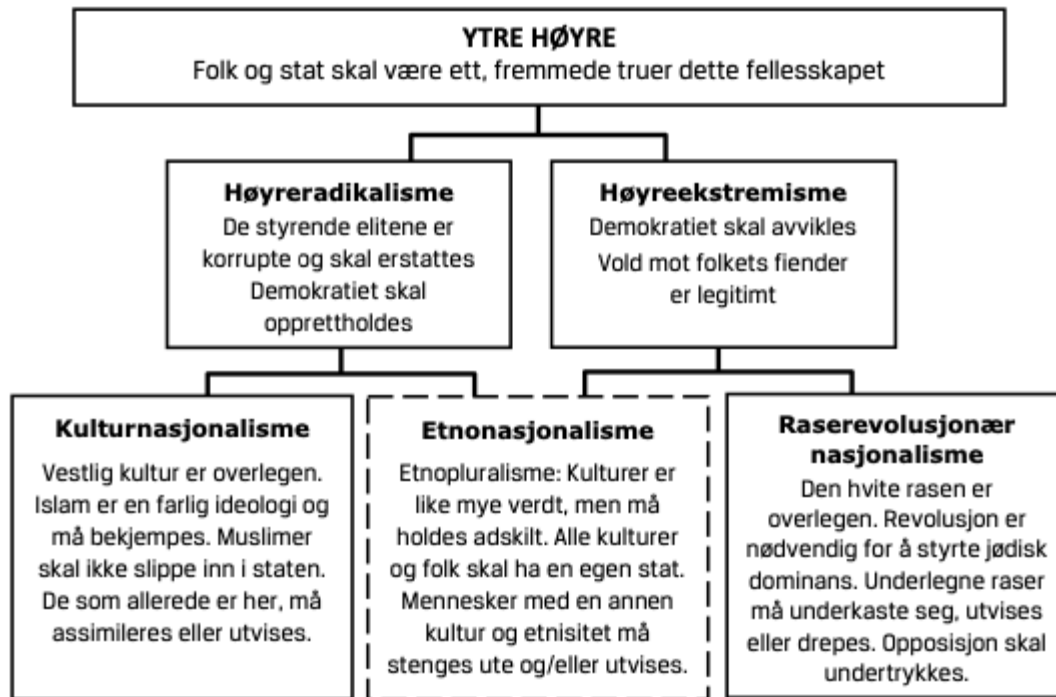 YTRE HØYRE
Folk og stat skal være ett, fremmede truer dette fellesskapet
Høyreradikalisme
De styrende elitene er
korrupte og skal erstattes
Demokratiet skal
opprettholdes
Høyreekstremisme
Demokratiet skal avvikles
Vold mot folkets fiender
er legitimt
Kulturnasjonalisme
Vestlig kultur er overlegen.
Islam er en farlig ideologi og
må bekjempes. Muslimer
skal ikke slippe inn i staten.
De som allerede er her, må
assimileres eller utvises.
Etnonasjonalisme
Etnopluralisme: Kulturer er
like mye verdt, men må
holdes adskilt. Alle kulturer
og folk skal ha en egen stat.
Mennesker med en annen
kultur og etnisitet må
stenges ute og/eller utvises.
Raserevolusjonær
nasjonalisme
Den hvite rasen er
overlegen. Revolusjon er
nødvendig for å styrte jødisk
dominans. Underlegne raser
må underkaste seg, utvises
eller drepes. Opposisjon skal
undertrykkes.